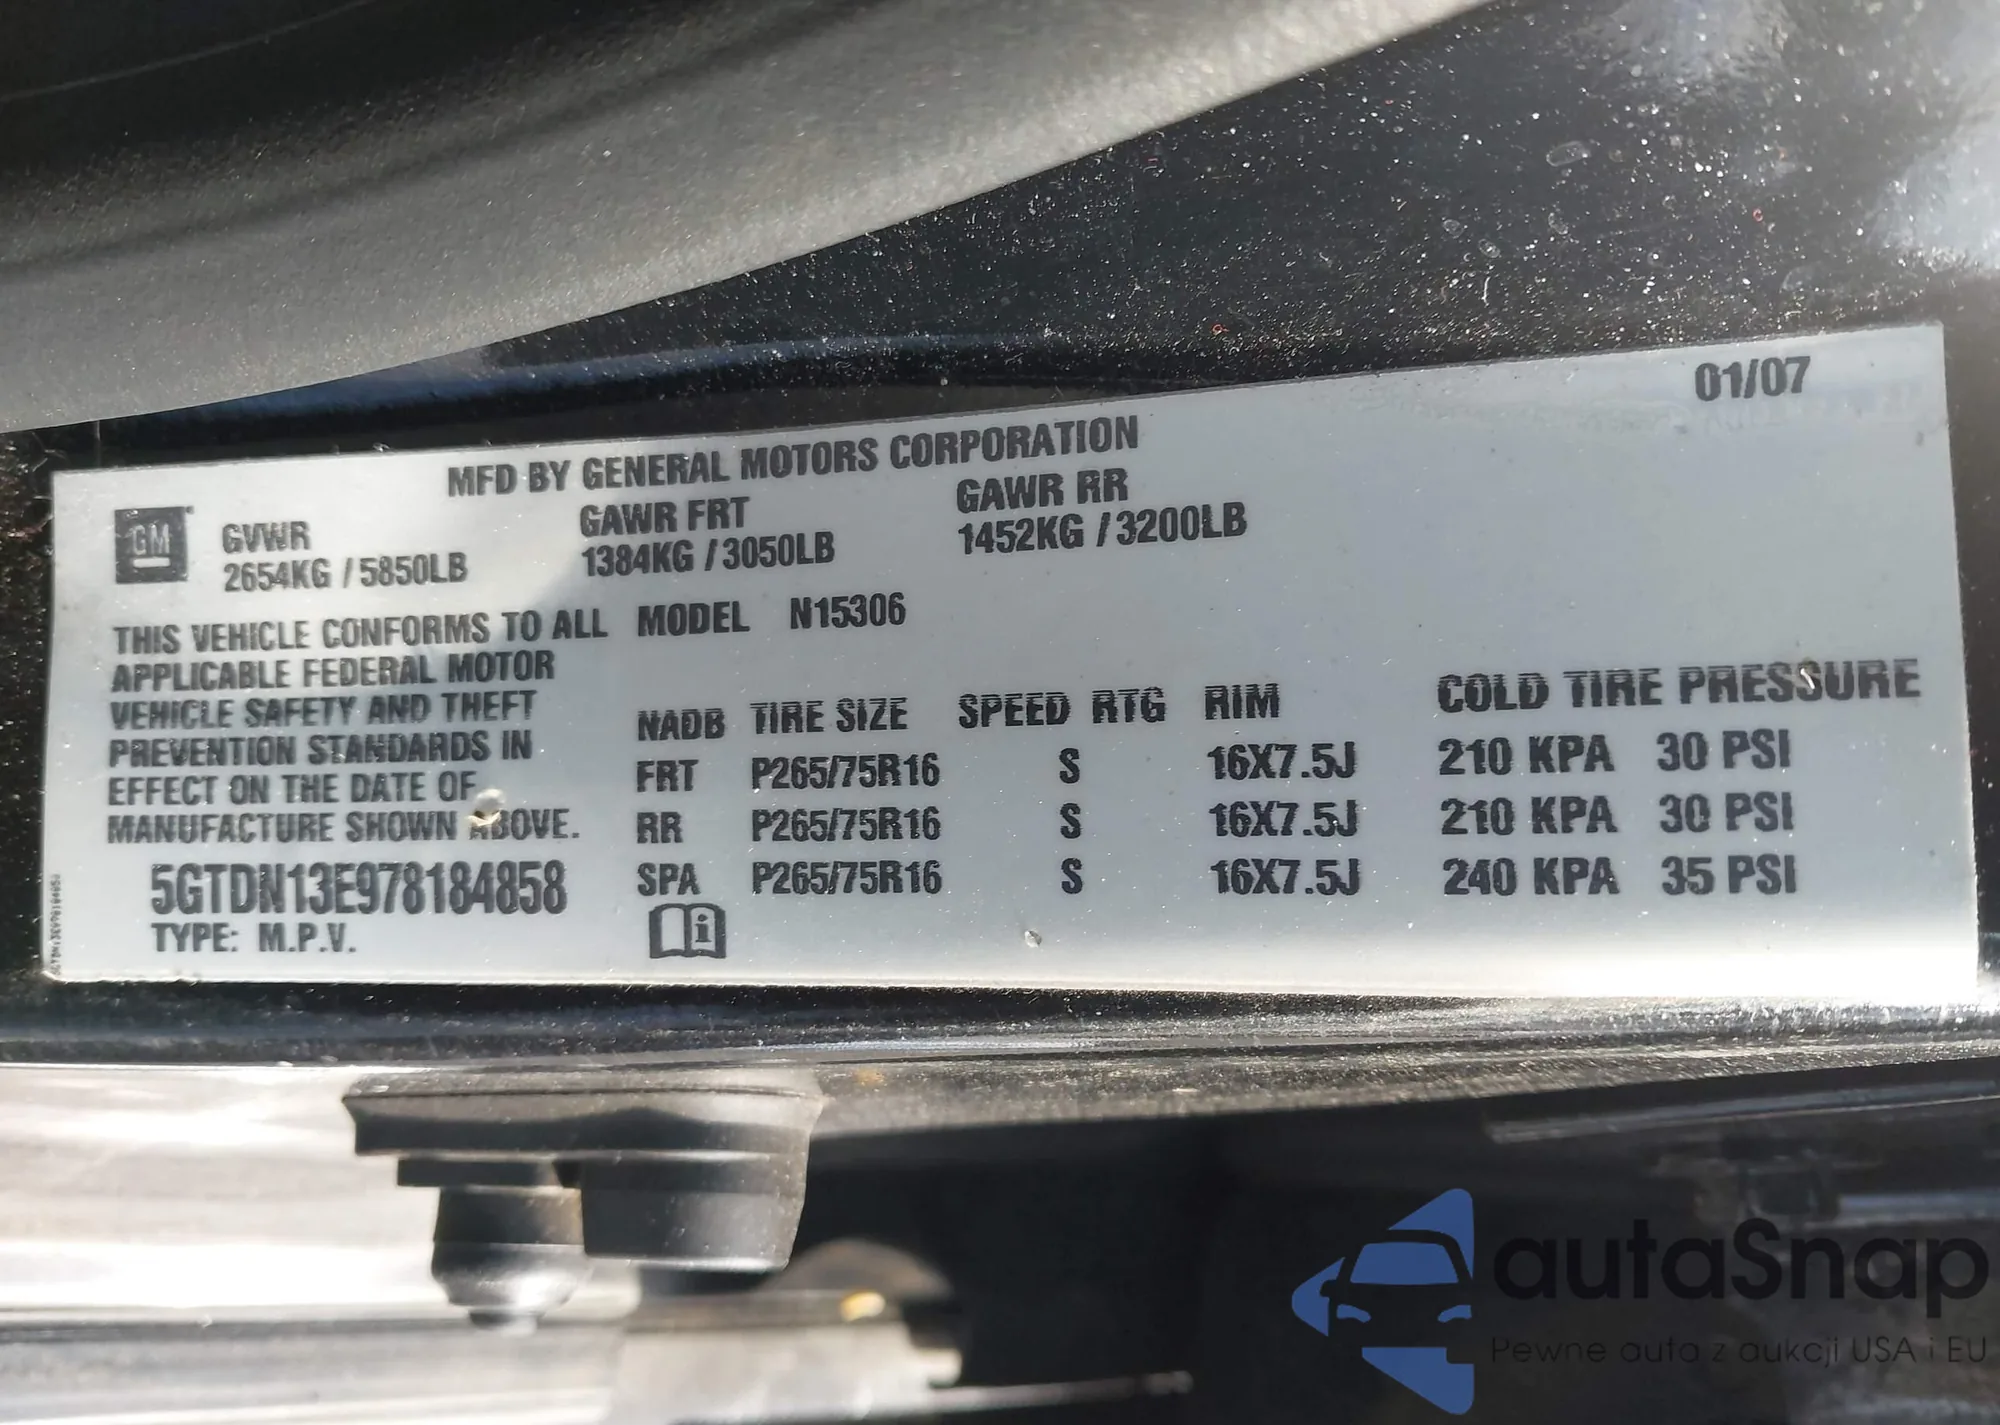 01/07
MFD BY GENERAL MOTORS CORPORATION
GM
GVWR GAWR FRT GAWR RR
2654KG / 5850LB 1384KG / 3050LB 1452KG / 3200LB
THIS VEHICLE CONFORMS TO ALL MODEL N15306
APPLICABLE FEDERAL MOTOR
VEHICLE SAFETY AND THEFT
PREVENTION STANDARDS IN
EFFECT ON THE DATE OF
MANUFACTURE SHOWN ABOVE.
5GTDN13E978184858
TYPE: M.P.V.
NADB TIRE SIZE SPEED RTG RIM COLD TIRE PRESSURE
FRT P265/75R16 S 16X7.5J 210 KPA 30 PSI
RR P265/75R16 S 16X7.5J 210 KPA 30 PSI
SPA P265/75R16 S 16X7.5J 240 KPA 35 PSI
i
5GTDN13E978184858
autaSnap
Pewne auta z aukcji USA i EU